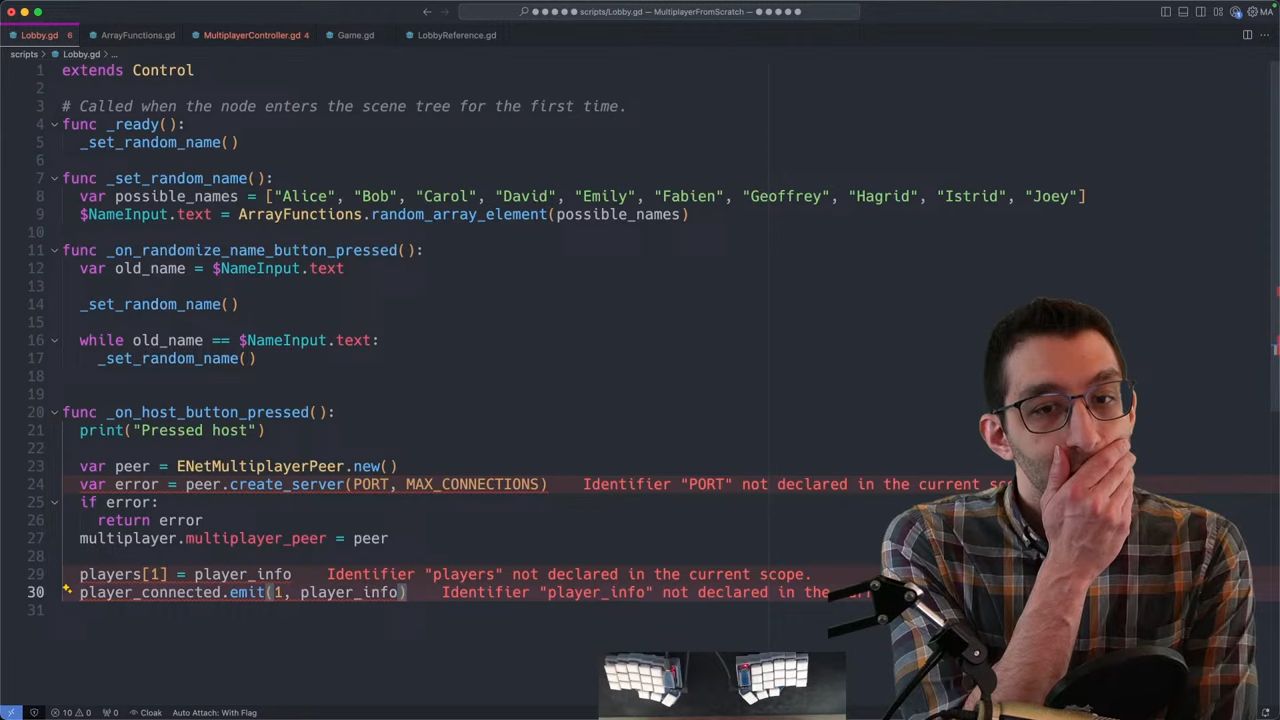 scripts/Lobby.gd — MultiplayerFromScratch —
MA
Lobby.gd 6
ArrayFunctions.gd
MultiplayerController.gd 4
Game.gd
LobbyReference.gd
scripts > Lobby.gd > ...
1 extends Control
2
3 # Called when the node enters the scene tree for the first time.
4 func _ready():
5 _set_random_name()
6
7 func _set_random_name():
8 var possible_names = ["Alice", "Bob", "Carol", "David", "Emily", "Fabien", "Geoffrey", "Hagrid", "Istrid", "Joey"]
9 $NameInput.text = ArrayFunctions.random_array_element(possible_names)
10
11 func _on_randomize_name_button_pressed():
12 var old_name = $NameInput.text
13
14 _set_random_name()
15
16 while old_name == $NameInput.text:
17 _set_random_name()
18
19
20 func _on_host_button_pressed():
21 print("Pressed host")
22
23 var peer = ENetMultiplayerPeer.new()
24 var error = peer.create_server(PORT, MAX_CONNECTIONS) Identifier "PORT" not declared in the current
25 if error:
26 return error
27 multiplayer.multiplayer_peer = peer
28
29 players[1] = player_info Identifier "players" not declared in the current scope.
30 player_connected.emit(1, player_info) Identifier "player_info" not declared in the
31
10 0 0 Cloak Auto Attach: With Flag